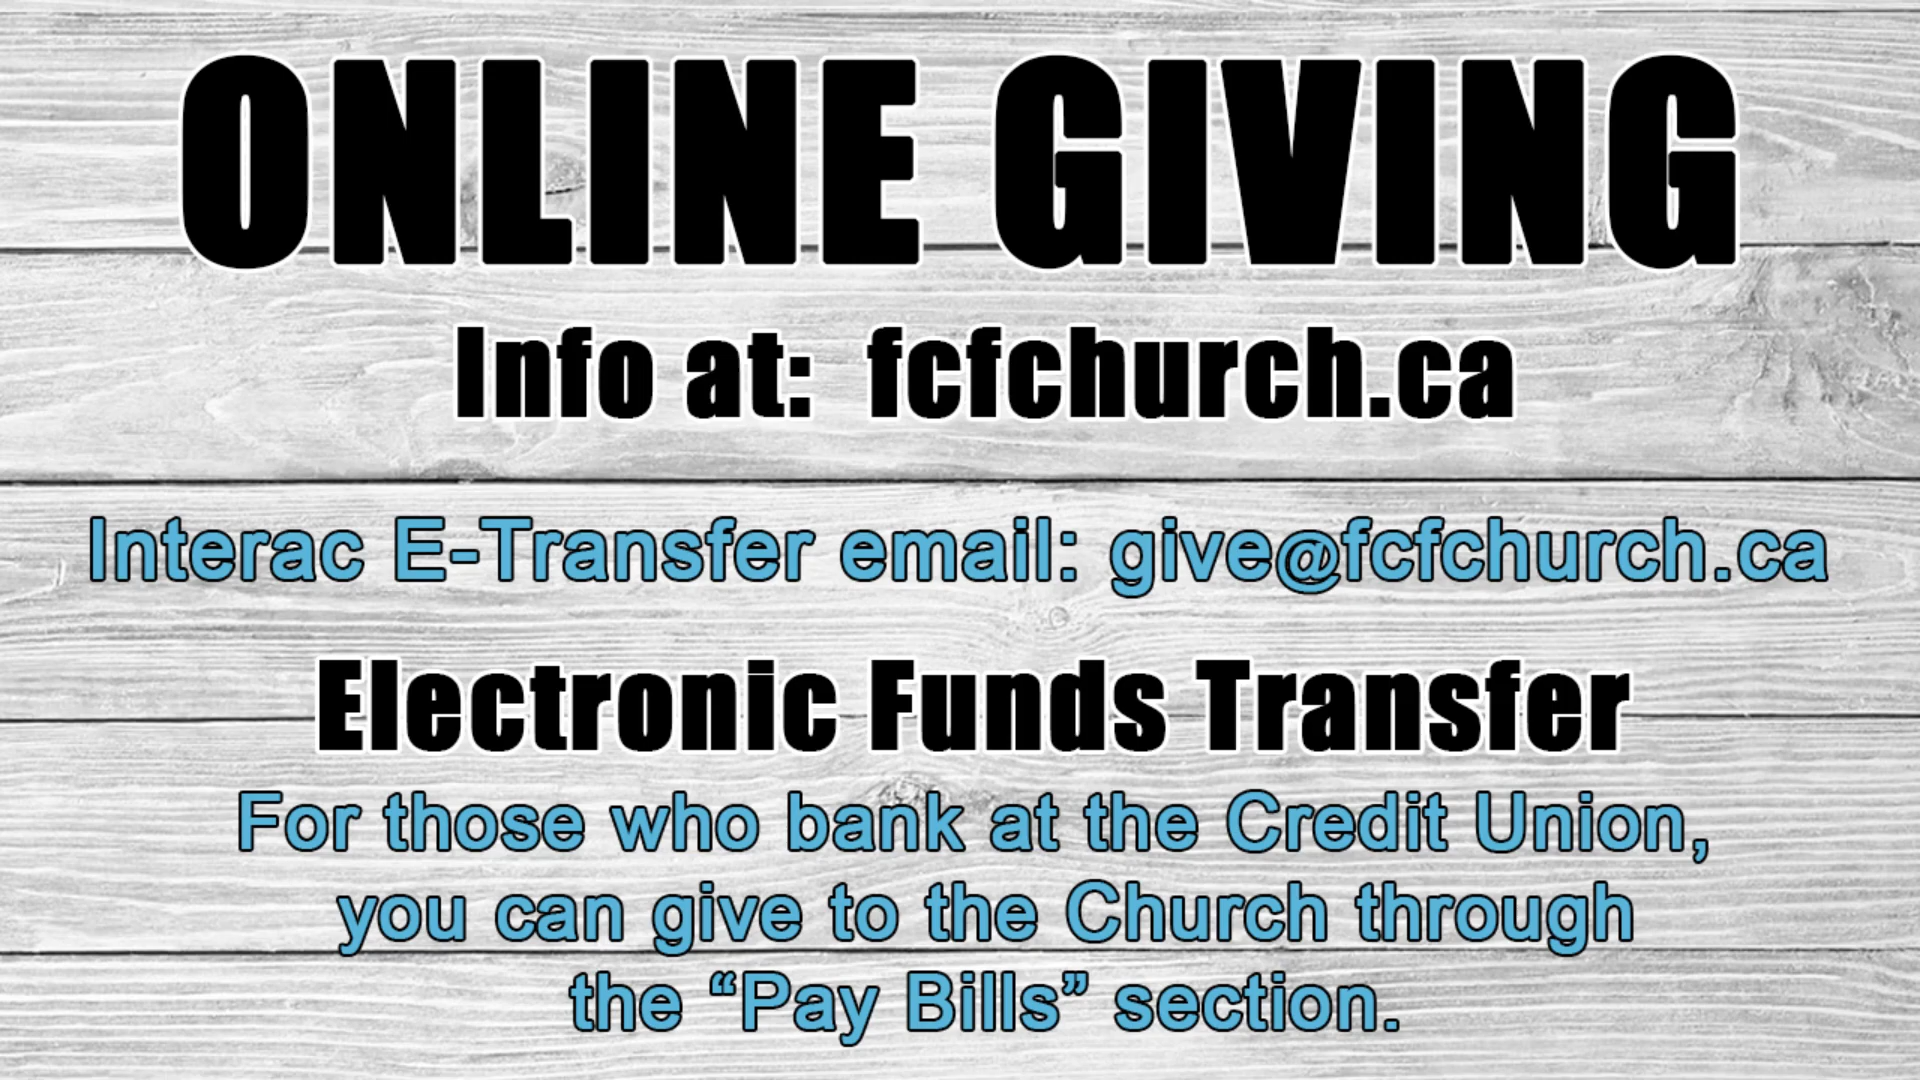 ONLINE GIVING
Info at: fcfchurch.ca
Interac E-Transfer email: give@fcfchurch.ca
Electronic Funds Transfer
For those who bank at the Credit Union,
you can give to the Church through
the “Pay Bills” section.